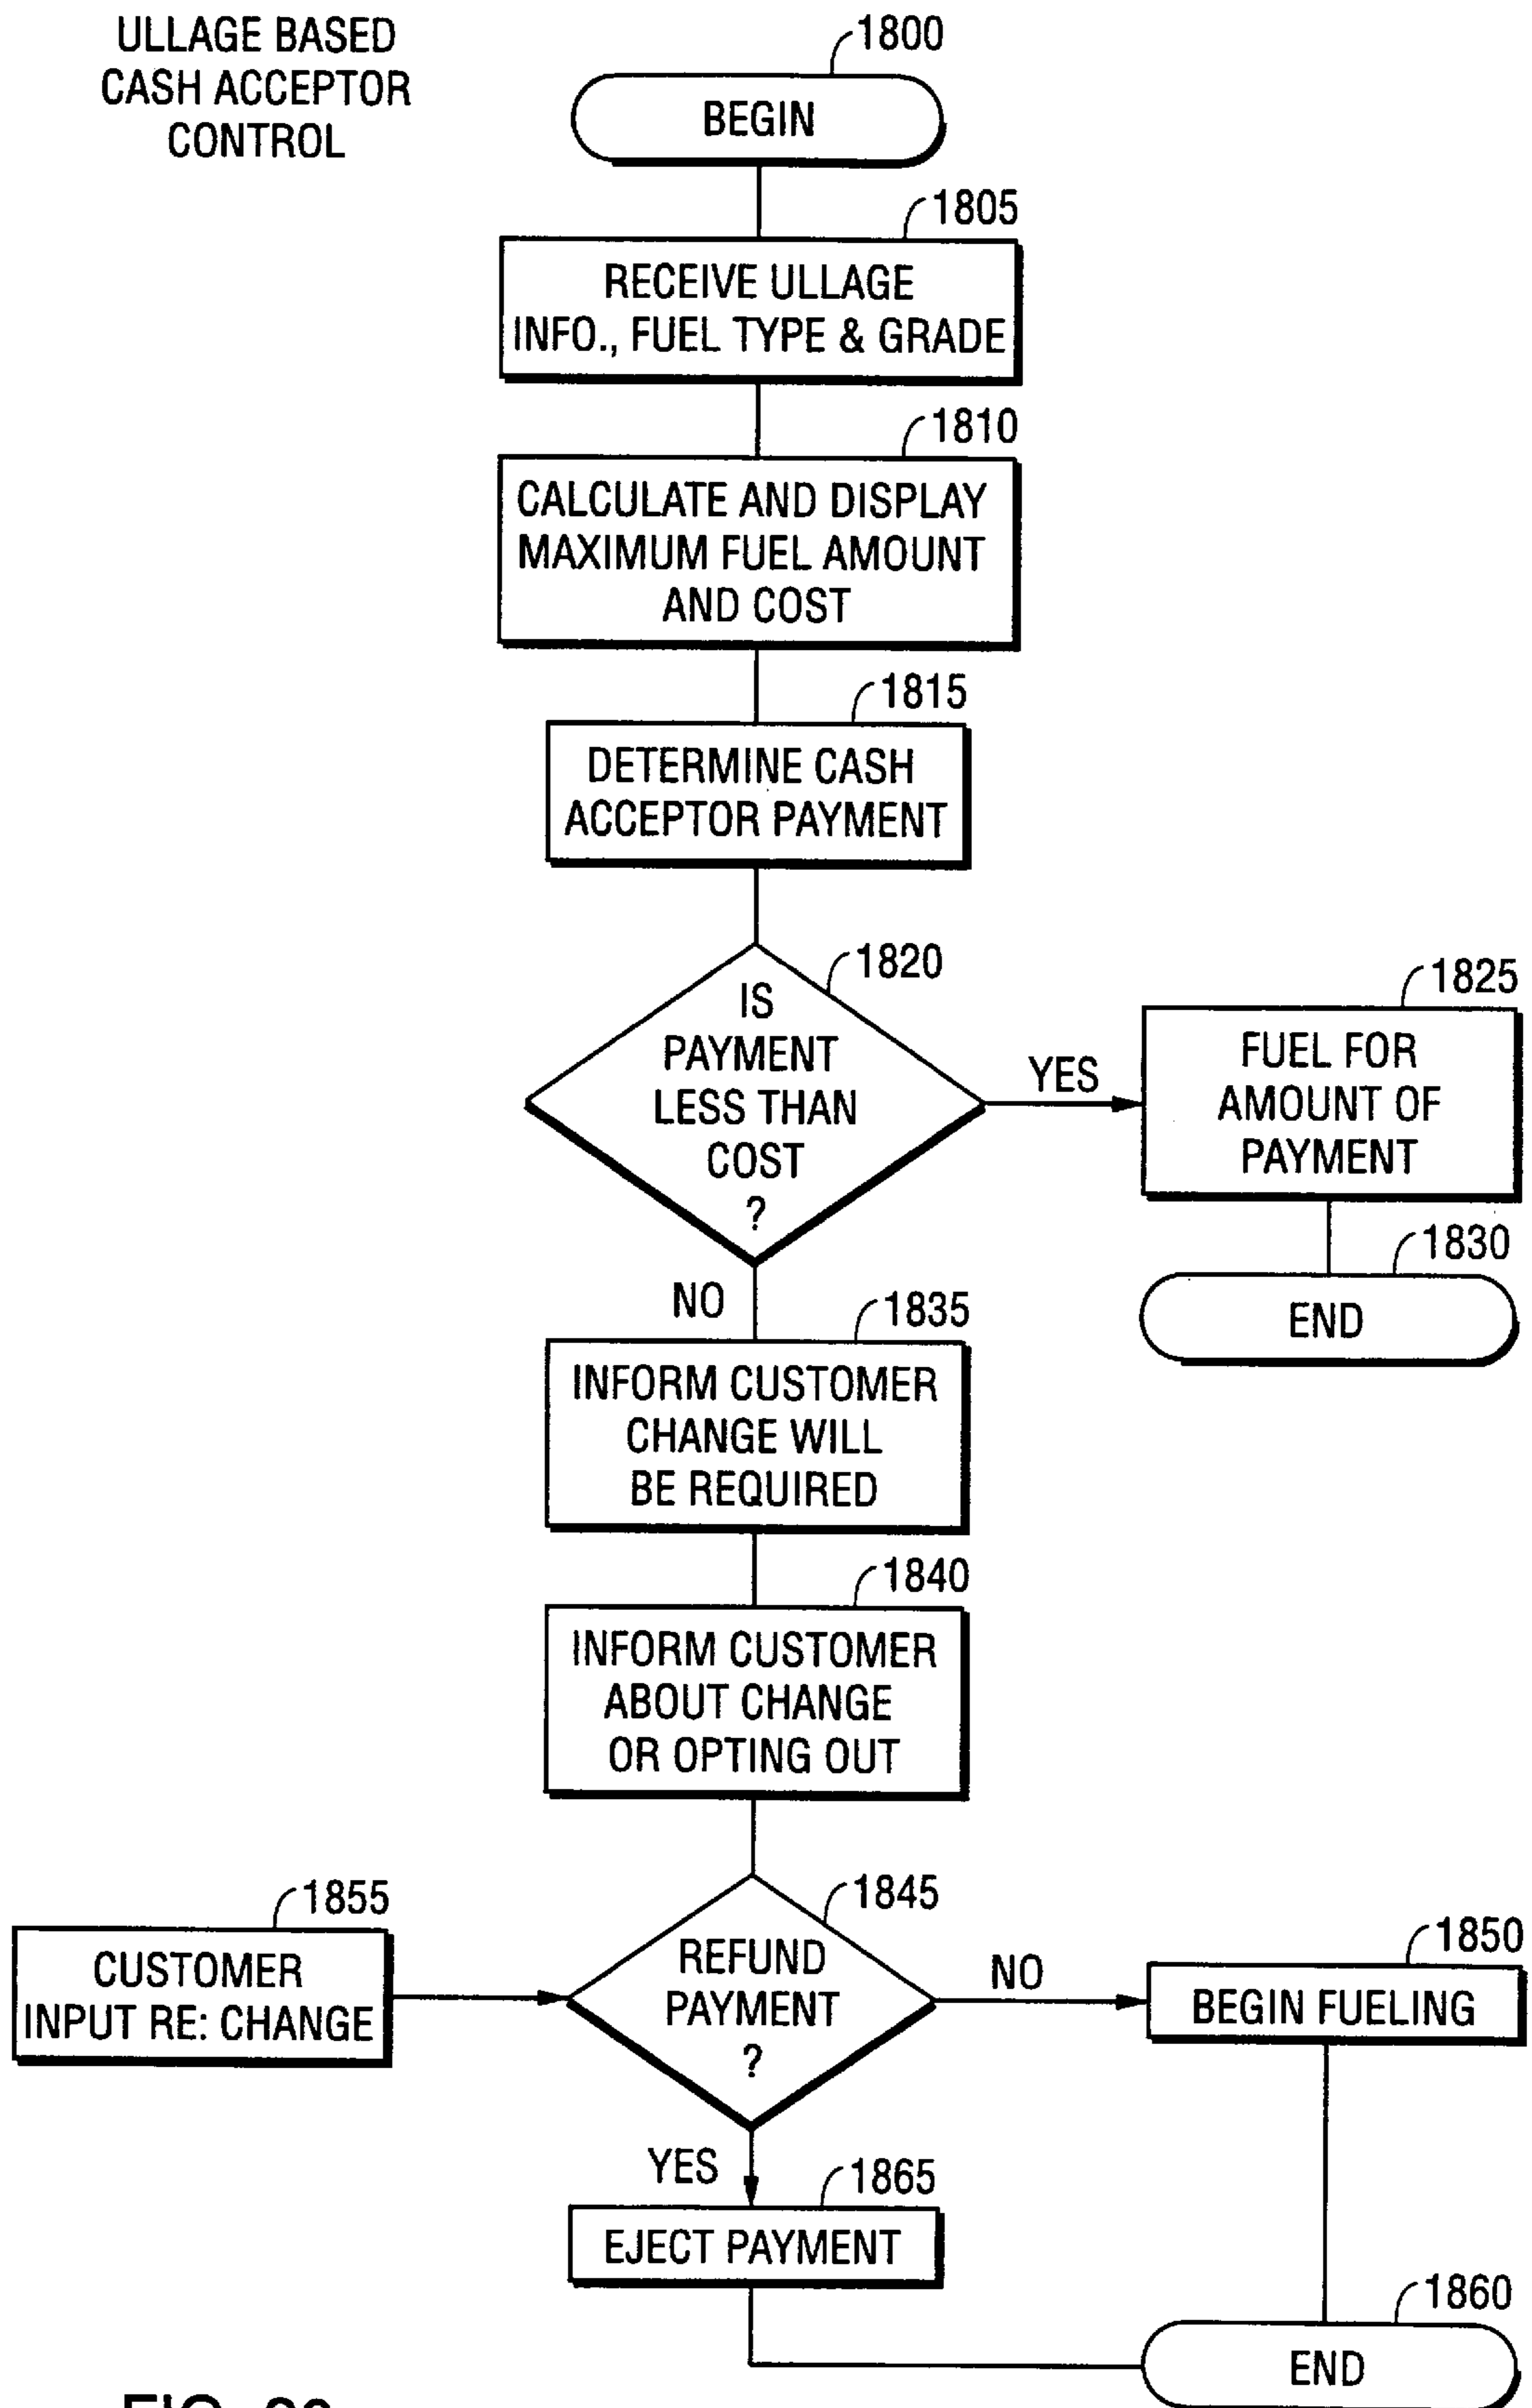 ULLAGE BASED
CASH ACCEPTOR
CONTROL
1800
BEGIN
1805
RECEIVE ULLAGE
INFO., FUEL TYPE & GRADE
1810
CALCULATE AND DISPLAY
MAXIMUM FUEL AMOUNT
AND COST
1815
DETERMINE CASH
ACCEPTOR PAYMENT
1820
IS
PAYMENT
LESS THAN
COST
?
YES
1825
FUEL FOR
AMOUNT OF
PAYMENT
1830
END
NO
1835
INFORM CUSTOMER
CHANGE WILL
BE REQUIRED
1840
INFORM CUSTOMER
ABOUT CHANGE
OR OPTING OUT
1855
CUSTOMER
INPUT RE: CHANGE
1845
REFUND
PAYMENT
?
NO
1850
BEGIN FUELING
YES
1865
EJECT PAYMENT
1860
END
FIG.